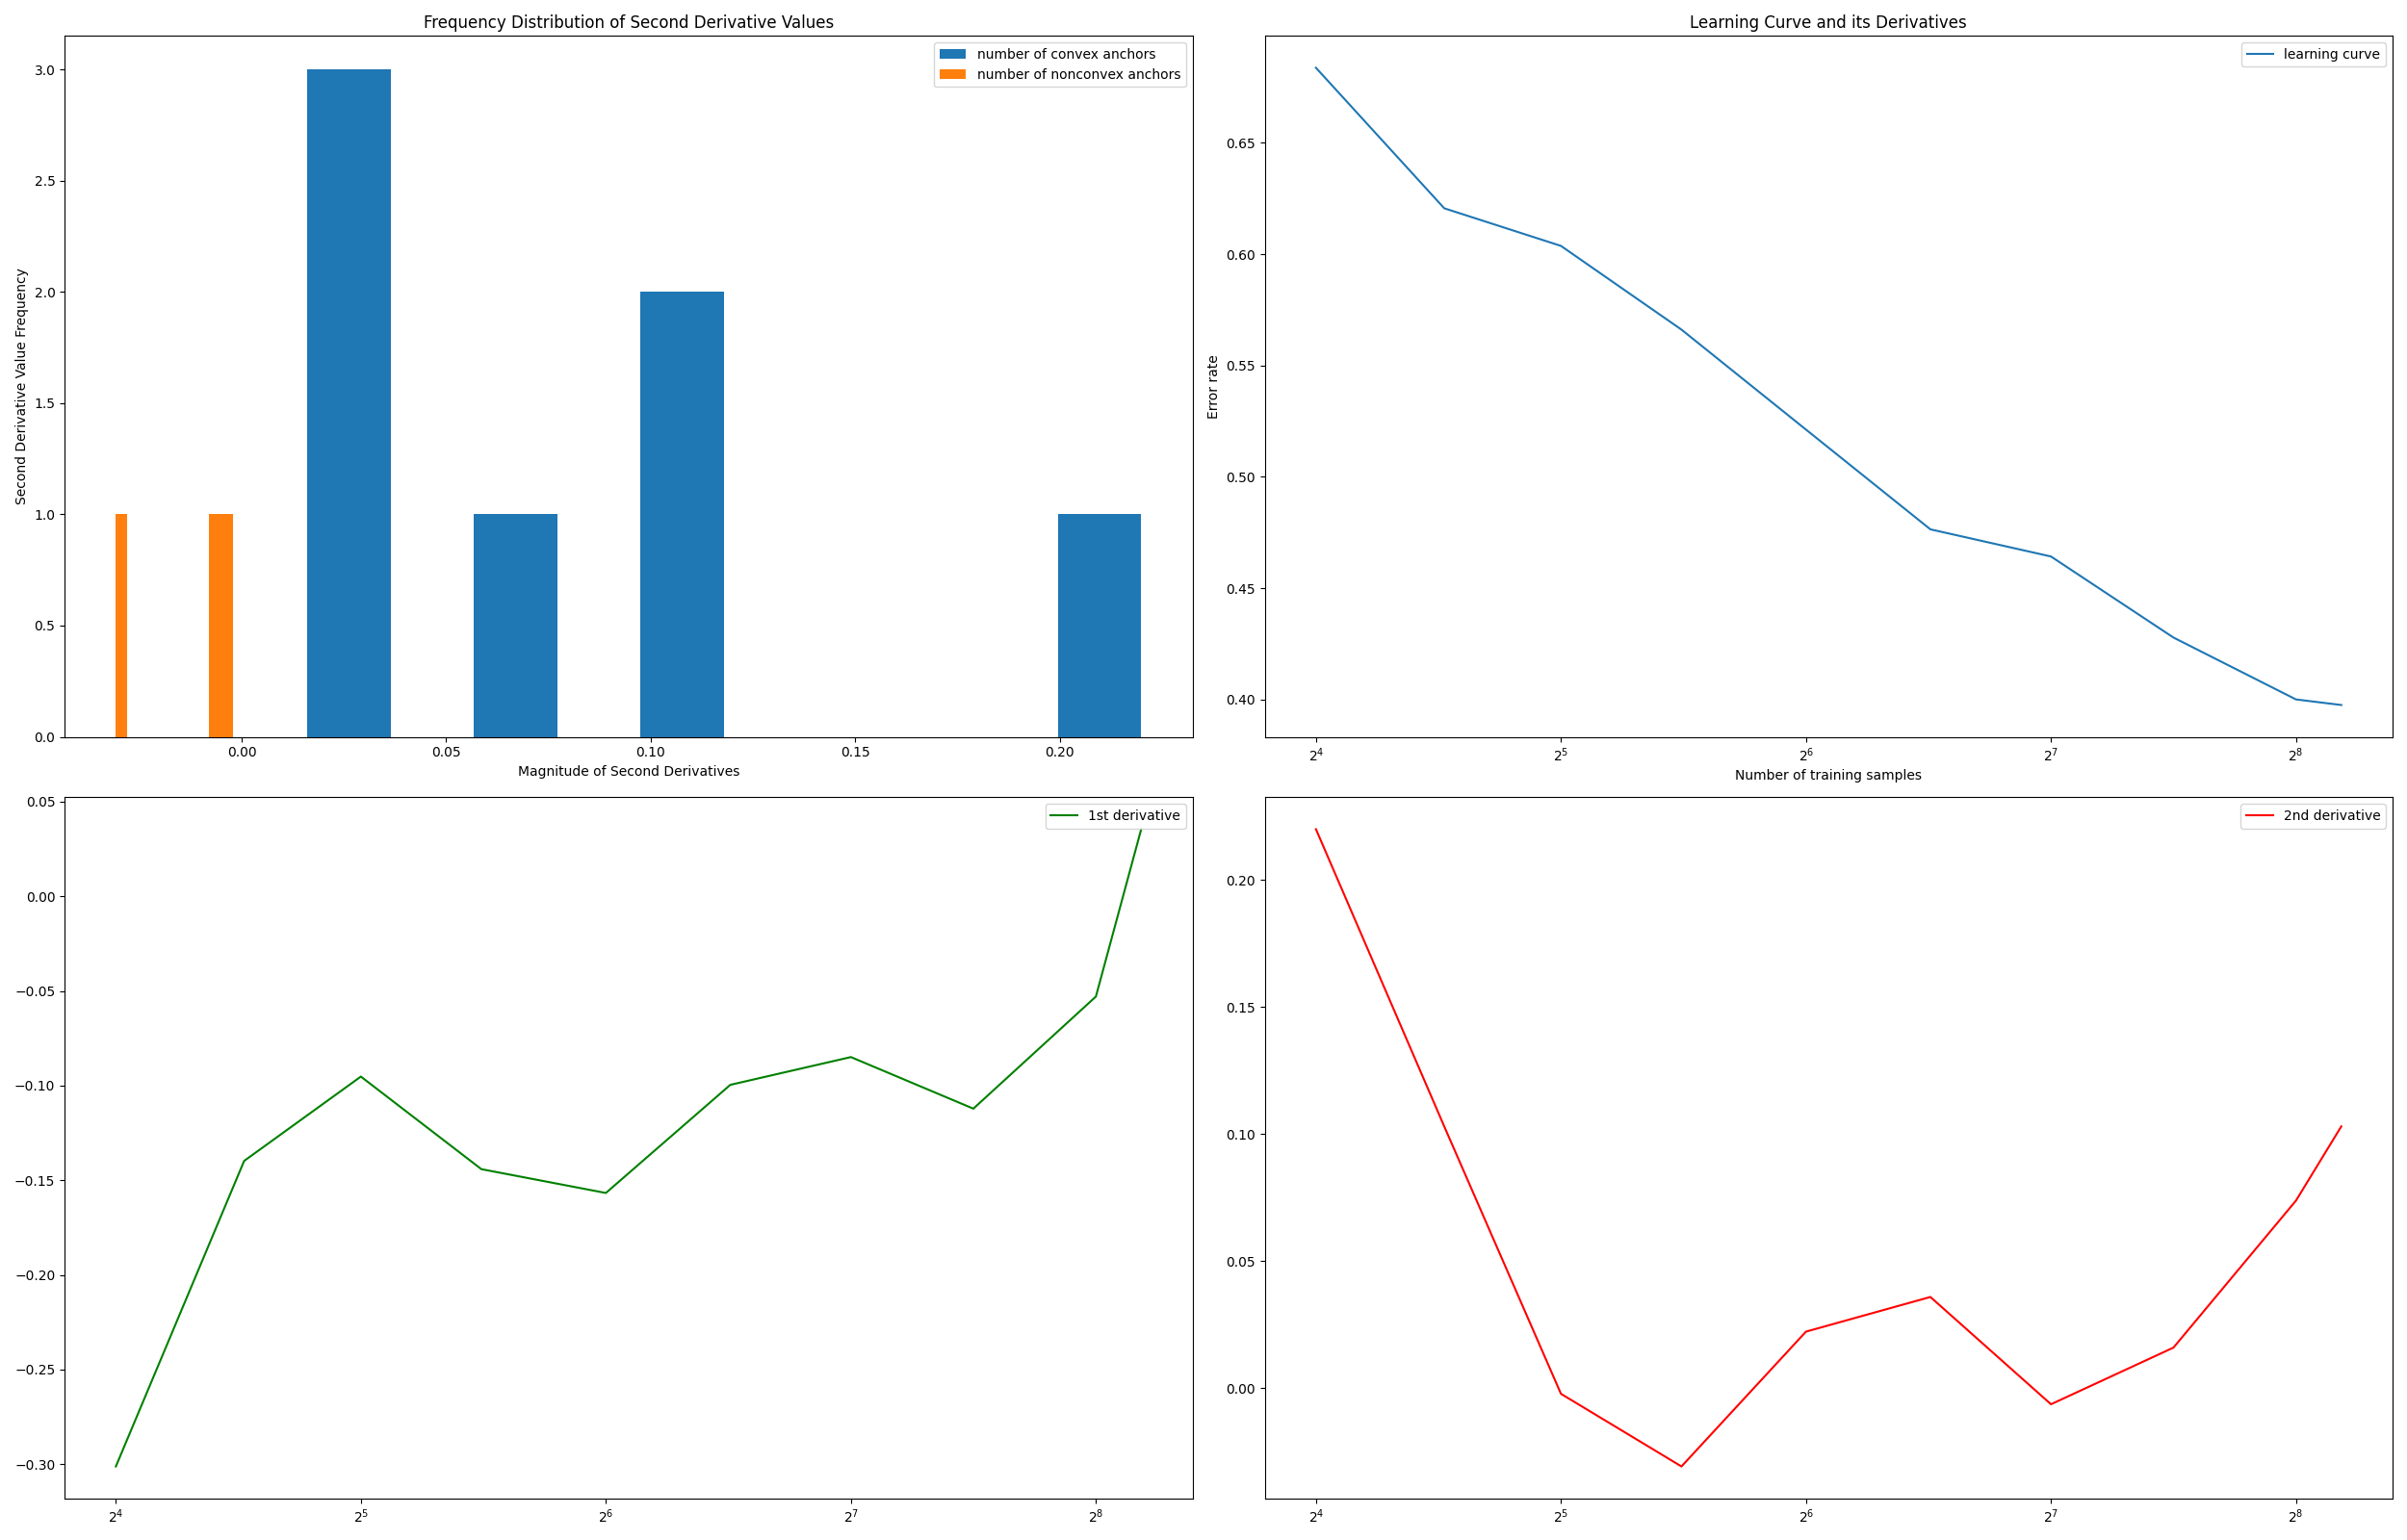 Frequency Distribution of Second Derivative Values
number of convex anchors
number of nonconvex anchors
Second Derivative Value Frequency
3.0
2.5
2.0
1.5
1.0
0.5
0.0
0.00 0.05 0.10 0.15 0.20
Magnitude of Second Derivatives
Learning Curve and its Derivatives
learning curve
Error rate
0.65
0.60
0.55
0.50
0.45
0.40
2⁴ 2⁵ 2⁶ 2⁷ 2⁸
Number of training samples
1st derivative
0.05
0.00
−0.05
−0.10
−0.15
−0.20
−0.25
−0.30
2⁴ 2⁵ 2⁶ 2⁷ 2⁸
2nd derivative
0.20
0.15
0.10
0.05
0.00
2⁴ 2⁵ 2⁶ 2⁷ 2⁸